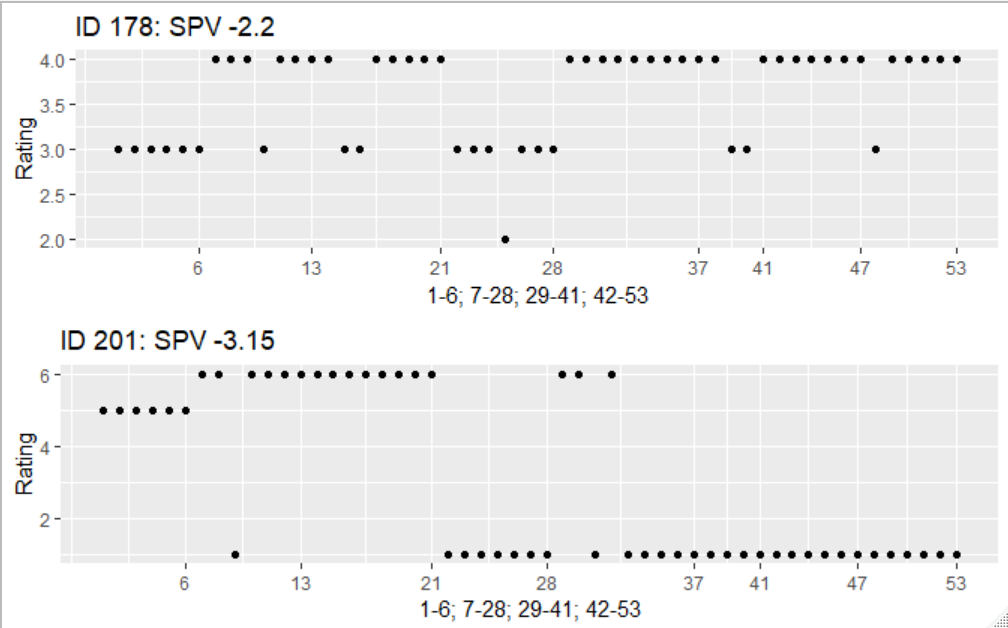 ID 178: SPV -2.2
4.0
3.5
3.0
2.5
2.0
Rating
6 13 21 28 37 41 47 53
1-6; 7-28; 29-41; 42-53
ID 201: SPV -3.15
6
4
2
Rating
6 13 21 28 37 41 47 53
1-6; 7-28; 29-41; 42-53